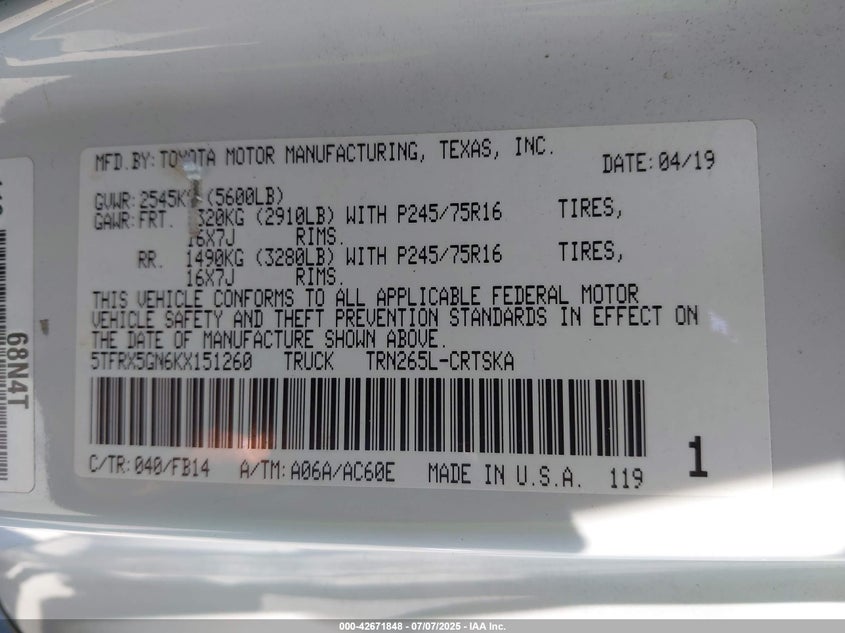 MFD.BY: TOYOTA MOTOR MANUFACTURING, TEXAS, INC. DATE: 04/19
GVWR: 2545KG (5600LB)
GAWR: FRT. 320KG (2910LB) WITH P245/75R16 TIRES,
16X7J RIMS.
RR. 1490KG (3280LB) WITH P245/75R16 TIRES,
16X7J RIMS.
THIS VEHICLE CONFORMS TO ALL APPLICABLE FEDERAL MOTOR
VEHICLE SAFETY AND THEFT PREVENTION STANDARDS IN EFFECT ON
THE DATE OF MANUFACTURE SHOWN ABOVE.
5TFRX5GN6KX151260 TRUCK TRN265L-CRTSKA
C/TR: 040/FB14 A/TM: A06A/AC60E MADE IN U.S.A. 119
1
68N4T
000-42671848 - 07/07/2025 - IAA Inc.